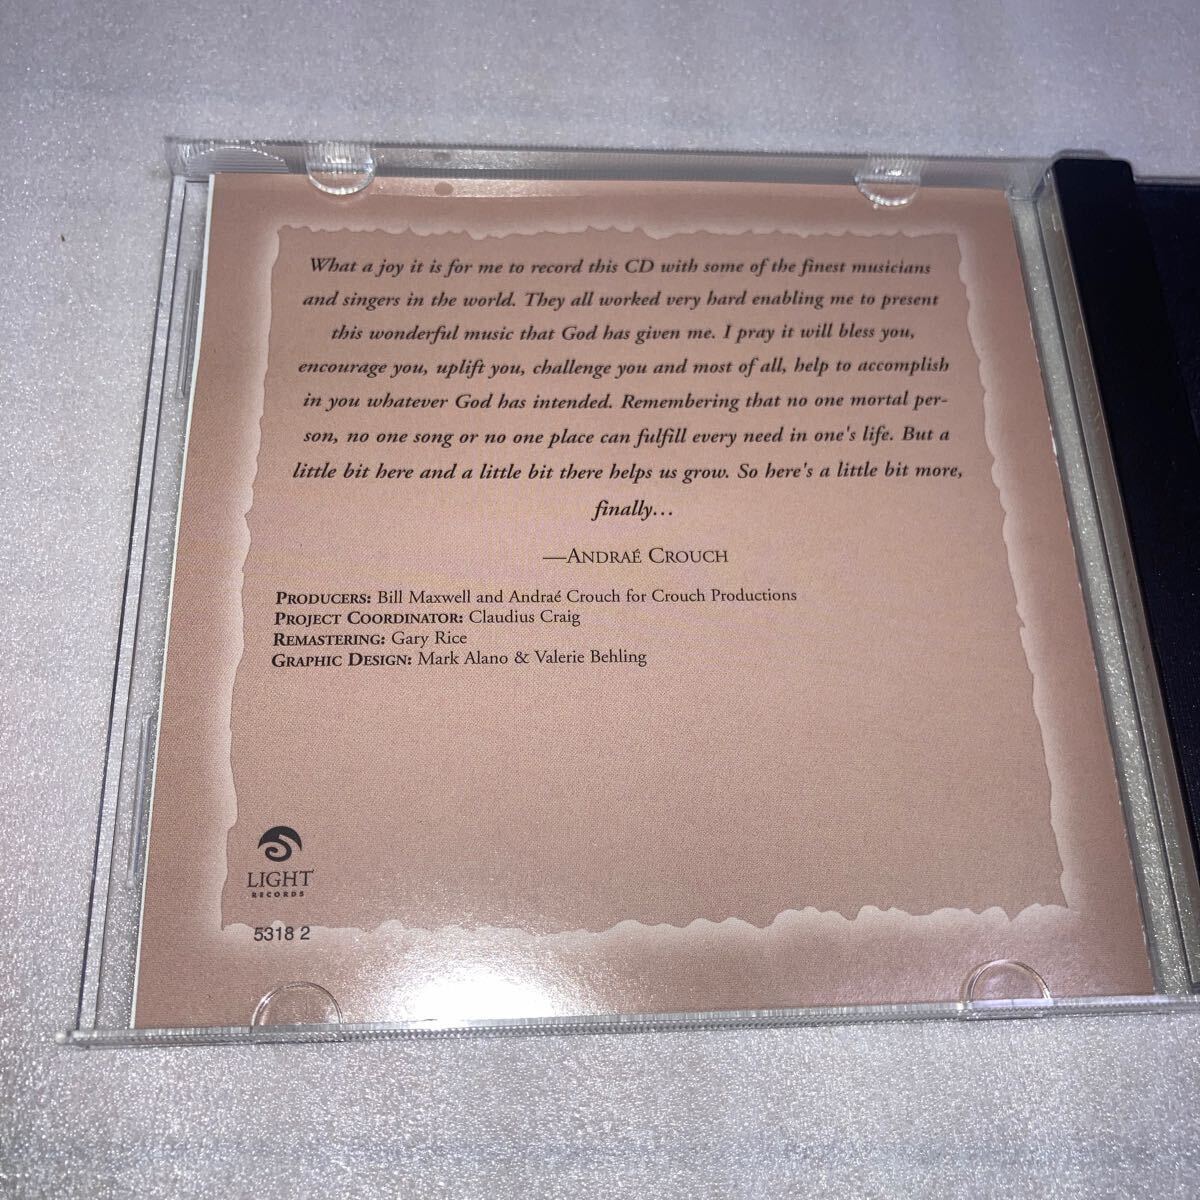 What a joy it is for me to record this CD with some of the finest musicians
and singers in the world. They all worked very hard enabling me to present
this wonderful music that God has given me. I pray it will bless you,
encourage you, uplift you, challenge you and most of all, help to accomplish
in you whatever God has intended. Remembering that no one mortal per-
son, no one song or no one place can fulfill every need in one's life. But a
little bit here and a little bit there helps us grow. So here's a little bit more,
finally...
—ANDRAÉ CROUCH
PRODUCERS: Bill Maxwell and Andraé Crouch for Crouch Productions
PROJECT COORDINATOR: Claudius Craig
REMASTERING: Gary Rice
GRAPHIC DESIGN: Mark Alano & Valerie Behling
LIGHT
RECORDS
5318 2